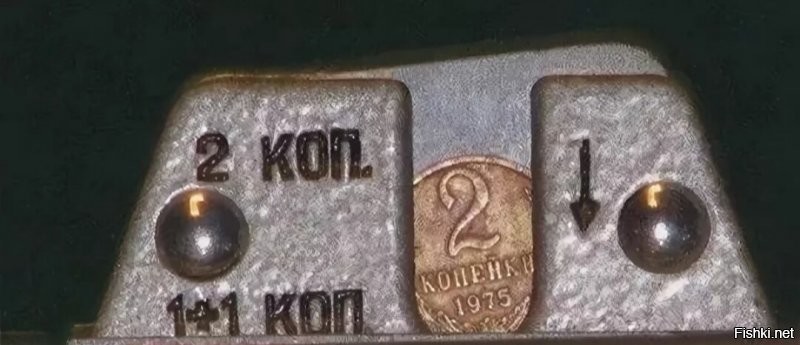 2 КОП.
1+1 КОП.
2
КОПЕЙКИ
1975
Fishki.net